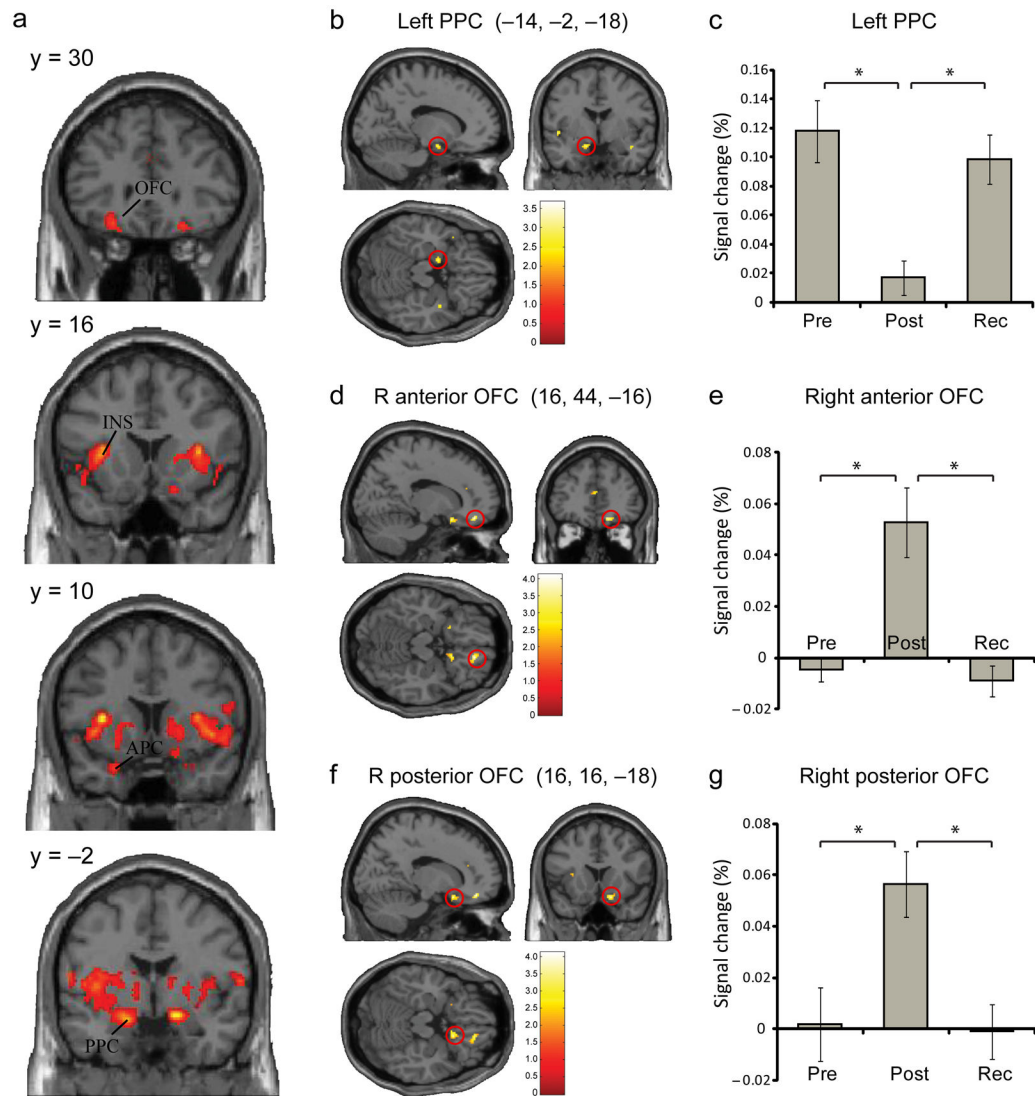 a
y = 30
OFC
y = 16
INS
y = 10
APC
y = –2
PPC
b
Left PPC (–14, –2, –18)
3.5
3.0
2.5
2.0
1.5
1.0
0.5
0
c
Left PPC
Signal change (%)
0.16
0.14
0.12
0.10
0.08
0.06
0.04
0.02
0
* *
Pre Post Rec
d
R anterior OFC (16, 44, –16)
4.0
3.5
3.0
2.5
2.0
1.5
1.0
0.5
0
e
Right anterior OFC
Signal change (%)
0.08
0.06
0.04
0.02
0
–0.02
* *
Pre Post Rec
f
R posterior OFC (16, 16, –18)
4.0
3.5
3.0
2.5
2.0
1.5
1.0
0.5
0
g
Right posterior OFC
Signal change (%)
0.08
0.06
0.04
0.02
0
–0.02
* *
Pre Post Rec